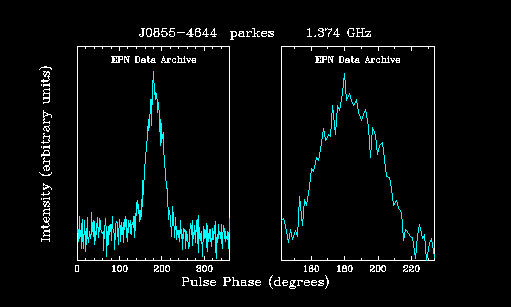 J0855-4644 parkes 1.374 GHz
EPN Data Archive EPN Data Archive
Intensity (arbitrary units)
0 100 200 300 160 180 200 220
Pulse Phase (degrees)